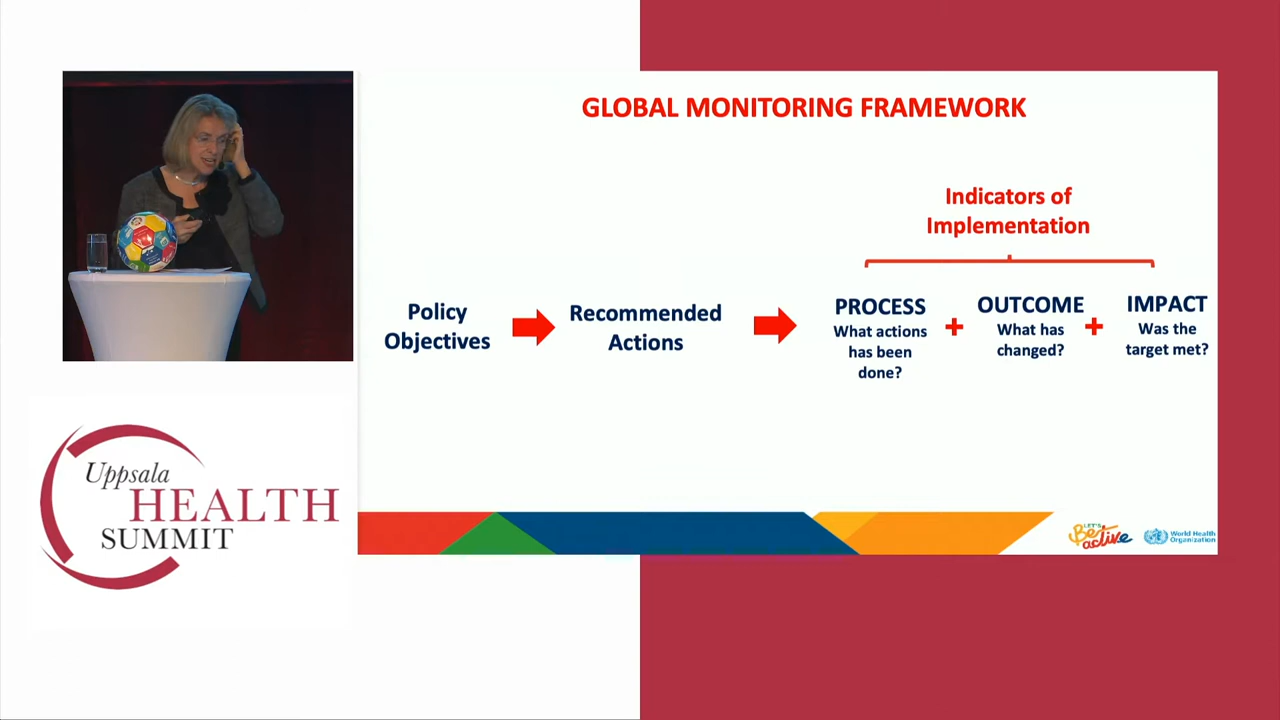 GLOBAL MONITORING FRAMEWORK
Indicators of
Implementation
Policy
Objectives
Recommended
Actions
PROCESS
What actions
has been
done?
+
OUTCOME
What has
changed?
+
IMPACT
Was the
target met?
LET'S
Be
active
World Health
Organization
Uppsala
HEALTH
SUMMIT